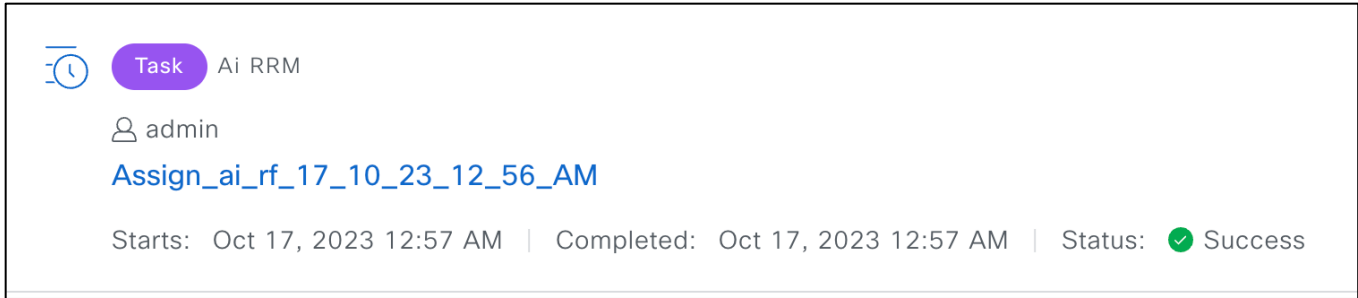 Task Ai RRM
admin
Assign_ai_rf_17_10_23_12_56_AM
Starts: Oct 17, 2023 12:57 AM | Completed: Oct 17, 2023 12:57 AM | Status: Success